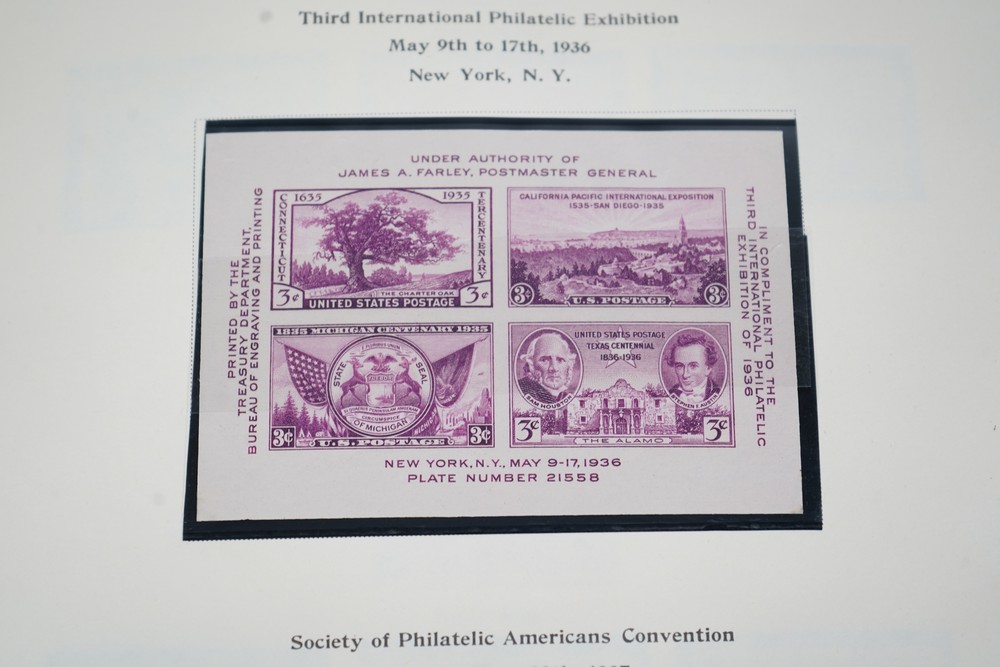 Third International Philatelic Exhibition
May 9th to 17th, 1936
New York, N. Y.
UNDER AUTHORITY OF
JAMES A. FARLEY, POSTMASTER GENERAL
PRINTED BY THE
TREASURY DEPARTMENT,
BUREAU OF ENGRAVING AND PRINTING
CONNECTICUT
1635
1935
TERCENTENARY
THE CHARTER OAK
3¢
3¢
UNITED STATES POSTAGE
CALIFORNIA PACIFIC INTERNATIONAL EXPOSITION
1535-SAN DIEGO-1935
3¢
U.S. POSTAGE
3¢
1835 MICHIGAN CENTENARY 1935
STATE SEAL
CIRCUMSPICE
OF MICHIGAN
3¢
U.S. POSTAGE
3¢
UNITED STATES POSTAGE
TEXAS CENTENNIAL
1836-1936
SAM HOUSTON
STEPHEN F. AUSTIN
3¢
THE ALAMO
3¢
IN COMPLIMENT TO THE
THIRD INTERNATIONAL PHILATELIC
EXHIBITION OF 1936
NEW YORK, N.Y., MAY 9-17, 1936
PLATE NUMBER 21558
Society of Philatelic Americans Convention